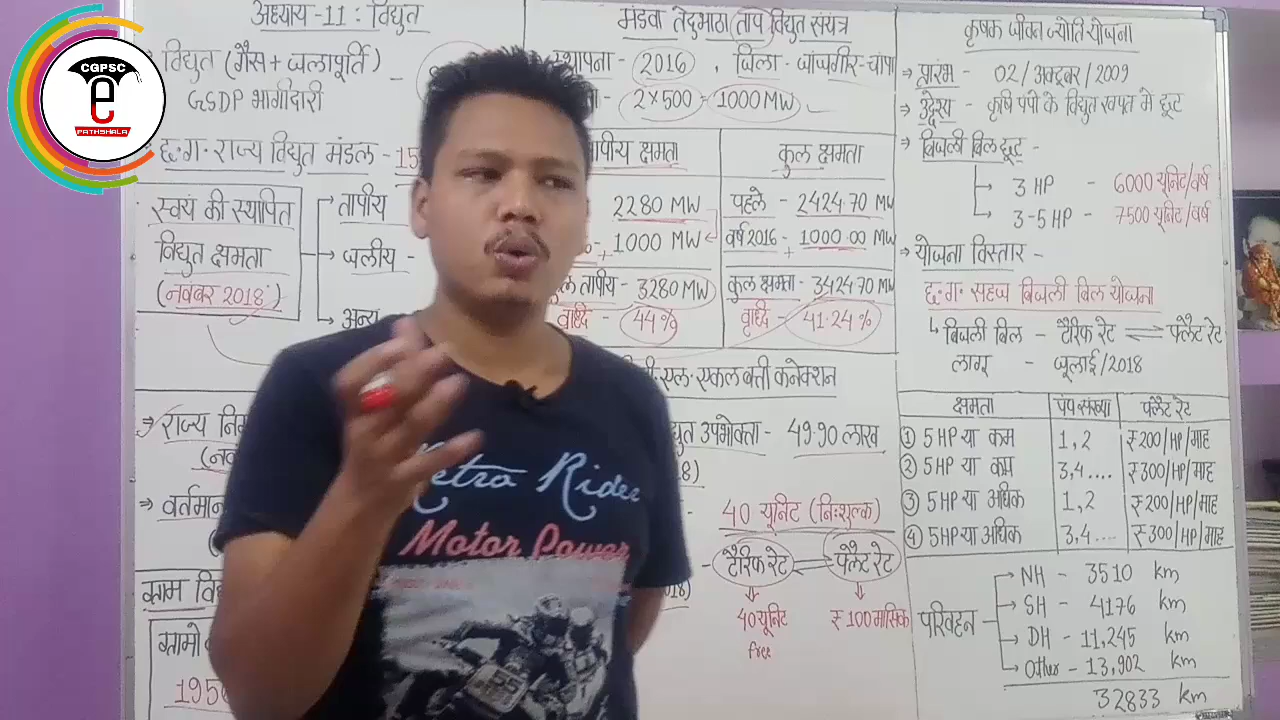 CGPSC
e
PATHSHALA
अध्याय -11 : विद्युत
→ विद्युत (गैस + जलापूर्ति) -
GSDP भागीदारी
छ.ग. राज्य विद्युत मंडल - 15
स्वयं की स्थापित
विद्युत क्षमता
(नवंबर 2018)
तापीय
जलीय -
अन्य
→ राज्य
→ वर्तमान
ग्राम
195
मड़वा तेंदुभाठा ताप विद्युत संयंत्र
स्थापना - 2016 , जिला - जांजगीर-चांपा
2×500 = 1000 MW
तापीय क्षमता
2280 MW
1000 MW
कुल तापीय - 3280 MW
वृद्धि - 44 %
कुल क्षमता
पहले - 2424.70 MW
वर्ष 2016 - 1000.00 MW
+
कुल क्षमता - 3424.70 MW
वृद्धि - 41.24 %
एल. एकल बत्ती कनेक्शन
उपभोक्ता - 49.90 लाख
40 यूनिट (निःशुल्क)
- टैरिफ रेट ⇌ फ्लैट रेट
40 यूनिट
free
₹ 100 मासिक
कृषक जीवन ज्योति योजना
→ प्रारंभ - 02/अक्टूबर/2009
→ उद्देश्य - कृषि पंपों के विद्युत खपत में छूट
→ बिजली बिल छूट -
3 HP - 6000 यूनिट/वर्ष
3-5 HP - 7500 यूनिट/वर्ष
→ योजना विस्तार -
छ.ग. सहज बिजली बिल योजना
↳ बिजली बिल - टैरिफ रेट ⇌ फ्लैट रेट
लागू - जुलाई/2018
क्षमता पंप संख्या फ्लैट रेट
① 5 HP या कम 1, 2 ₹200/HP/माह
② 5 HP या कम 3,4.... ₹300/HP/माह
③ 5 HP या अधिक 1, 2 ₹200/HP/माह
④ 5 HP या अधिक 3,4.... ₹300/HP/माह
परिवहन
NH - 3510 km
SH - 4176 km
DH - 11,245 km
Other - 13,902 km
32833 km
Retro Rider
Motor Power